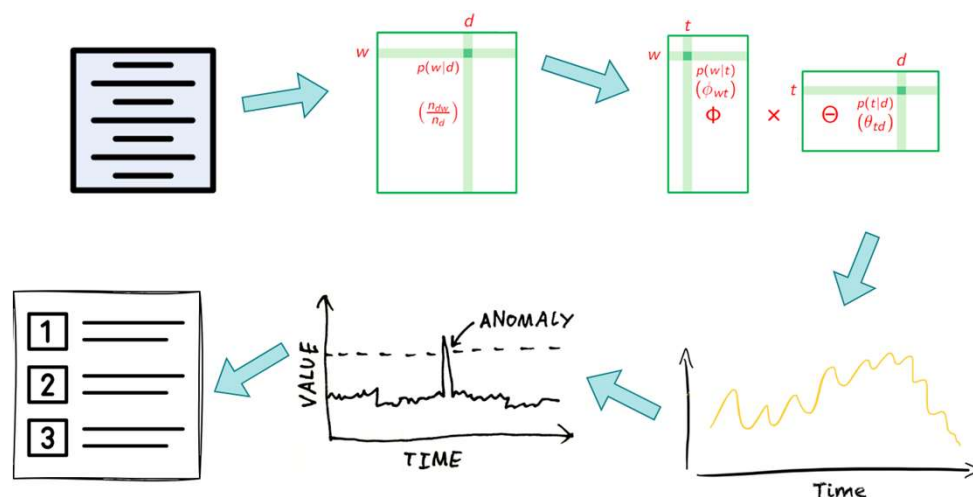 d
w
p(w|d)
(n_dw/n_d)
t
w
p(w|t)
(ϕ_wt)
Φ
×
d
t
Θ
p(t|d)
(θ_td)
1
2
3
VALUE
ANOMALY
TIME
Time